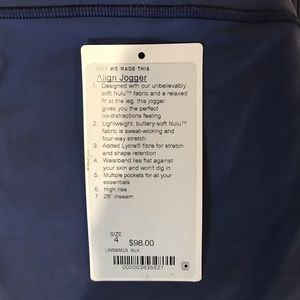 WHY WE MADE THIS
Align Jogger
1. Designed with our unbelievably
soft Nulu™ fabric and a relaxed
fit at the leg, this jogger
gives you the perfect
no-distractions feeling
2. Lightweight, buttery-soft Nulu™
fabric is sweat-wicking and
four-way stretch
3. Added Lycra® fibre for stretch
and shape retention
4. Waistband lies flat against
your skin and won't dig in
5. Multiple pockets for all your
essentials
6. High rise
7. 28" inseam
SIZE
4
$98.00